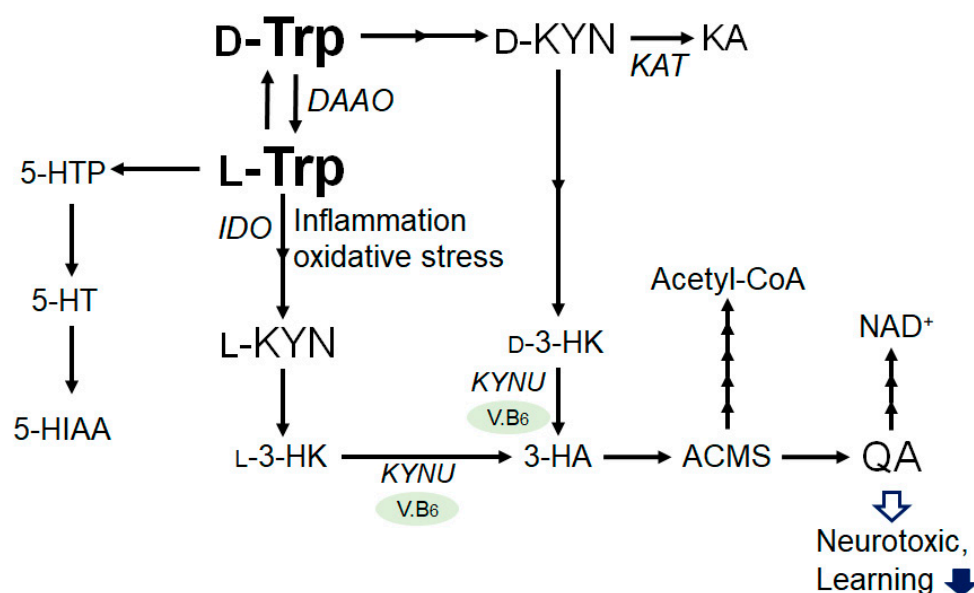 D-Trp
D-KYN
KA
KAT
DAAO
L-Trp
5-HTP
IDO
Inflammation
oxidative stress
Acetyl-CoA
5-HT
NAD+
L-KYN
D-3-HK
KYNU
V.B6
5-HIAA
L-3-HK
3-HA
ACMS
QA
KYNU
V.B6
Neurotoxic,
Learning